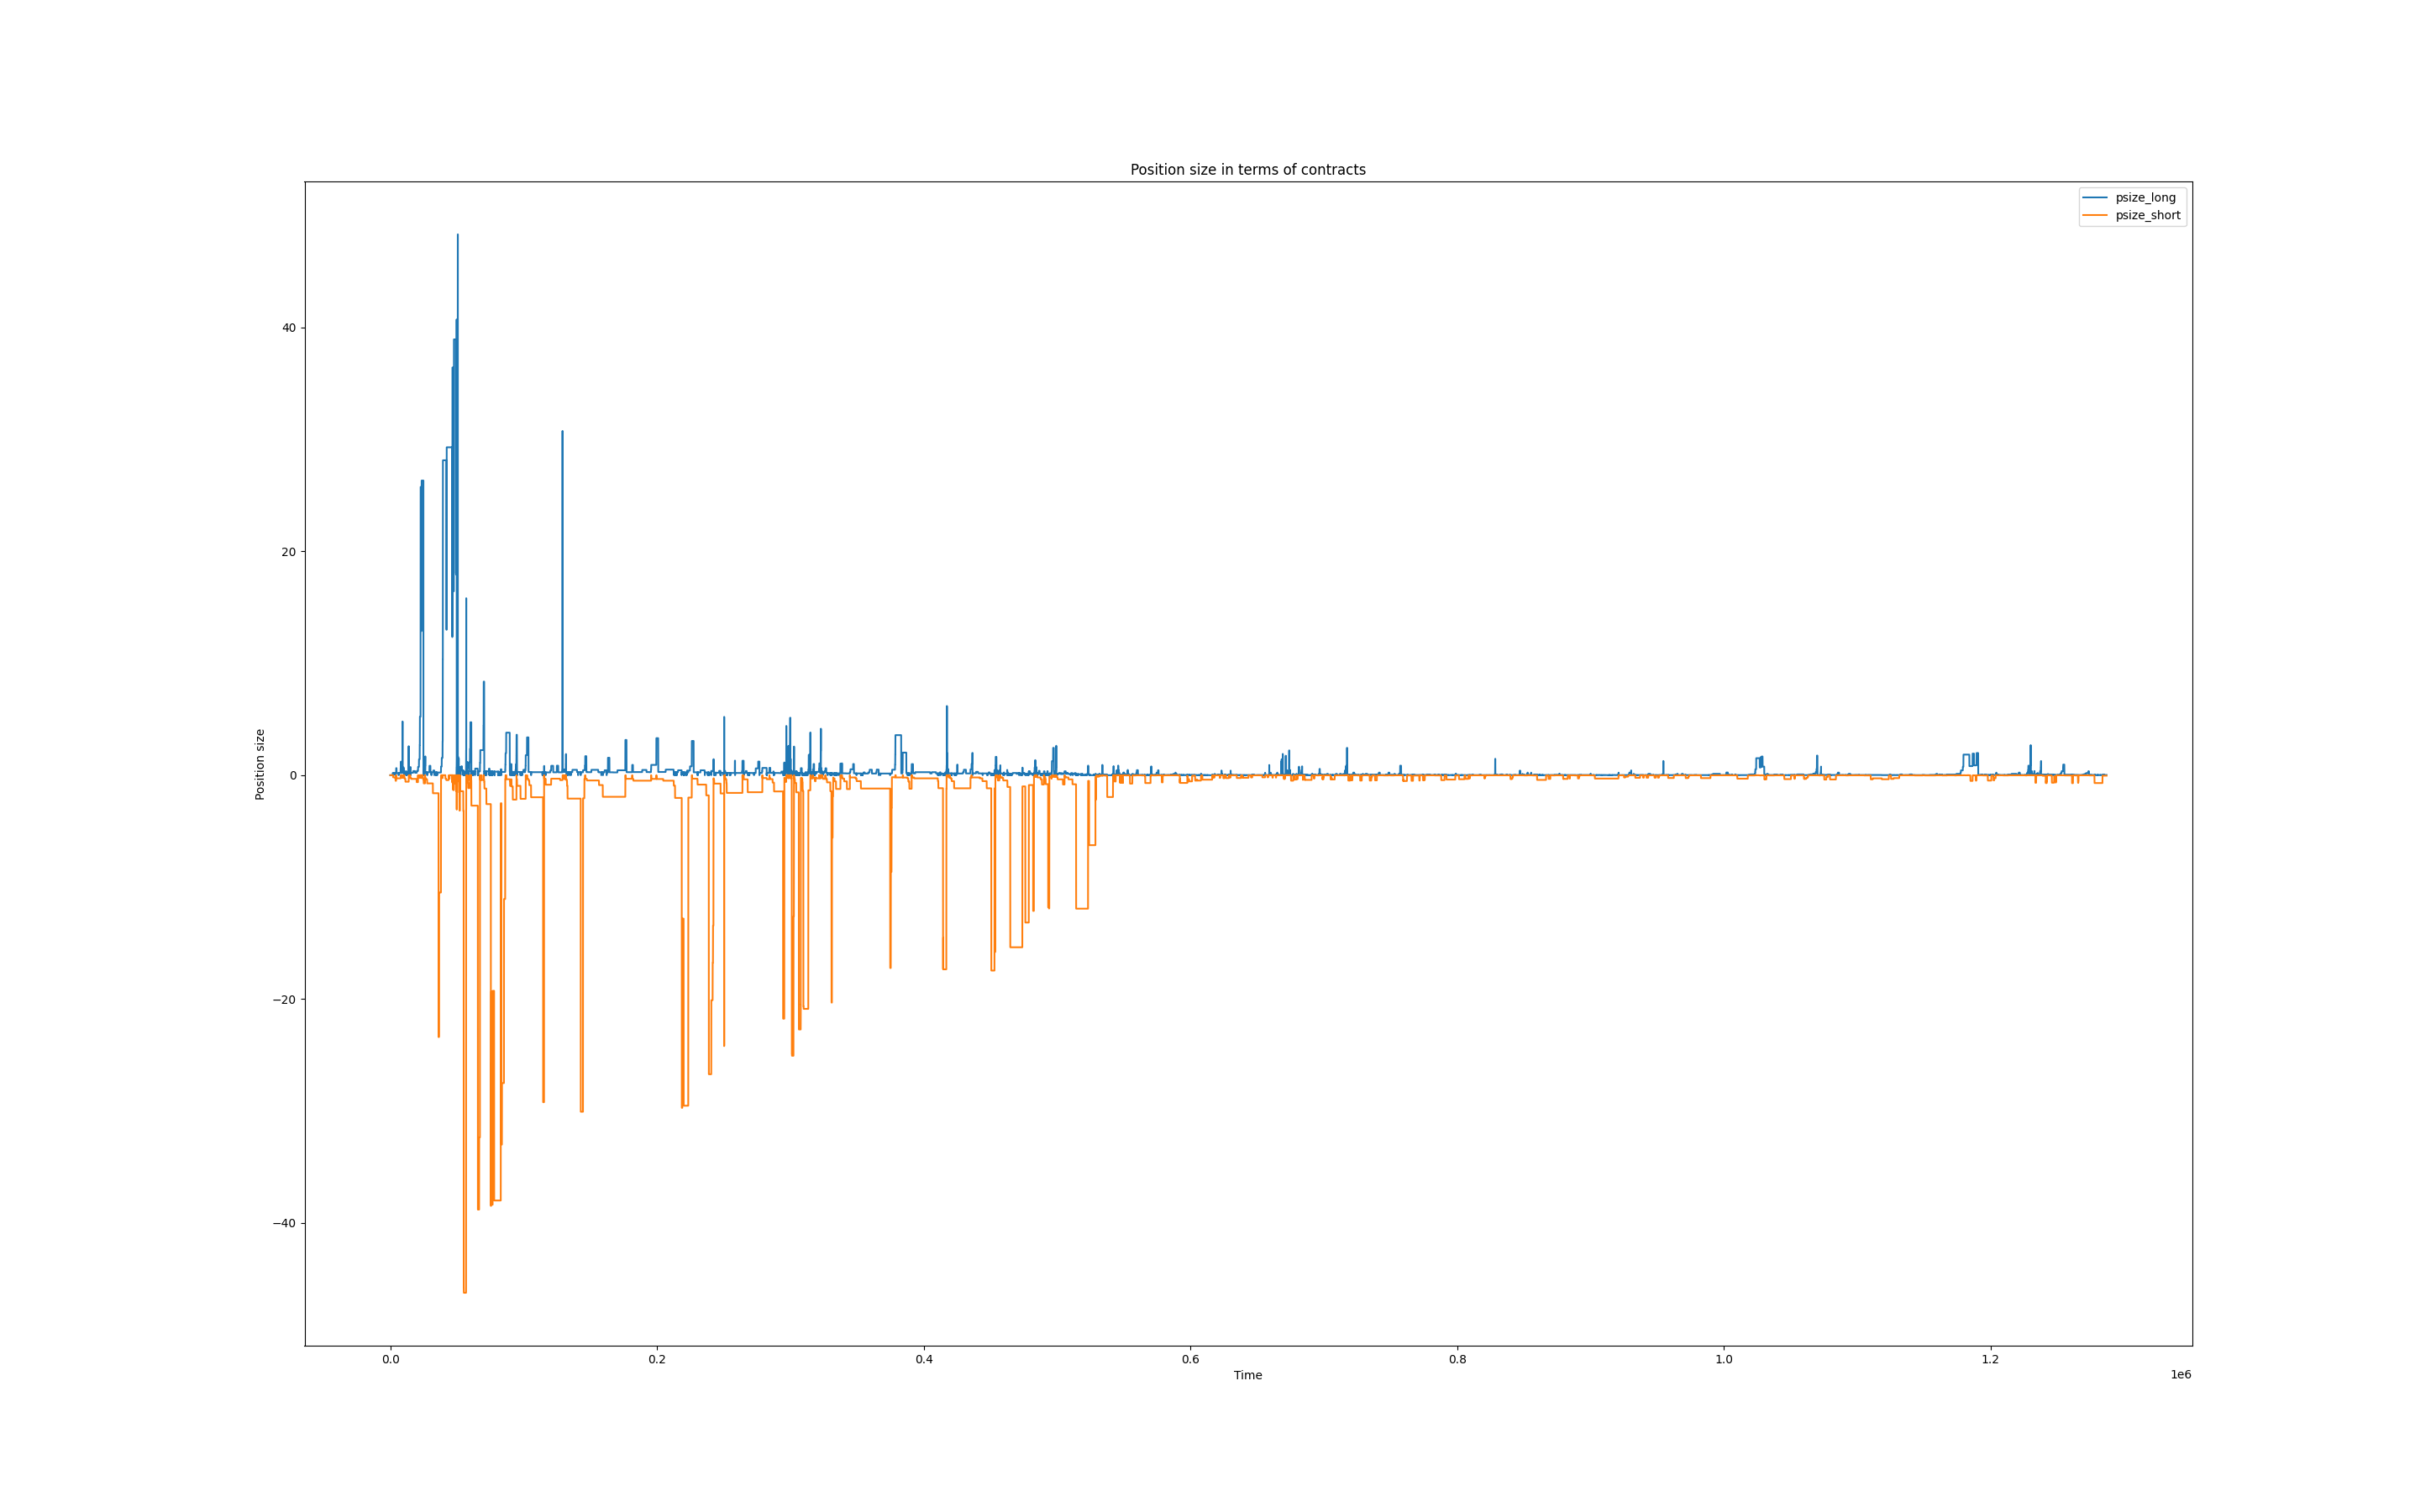 Position size in terms of contracts
psize_long
psize_short
40
20
0
−20
−40
Position size
0.0 0.2 0.4 0.6 0.8 1.0 1.2
Time
1e6